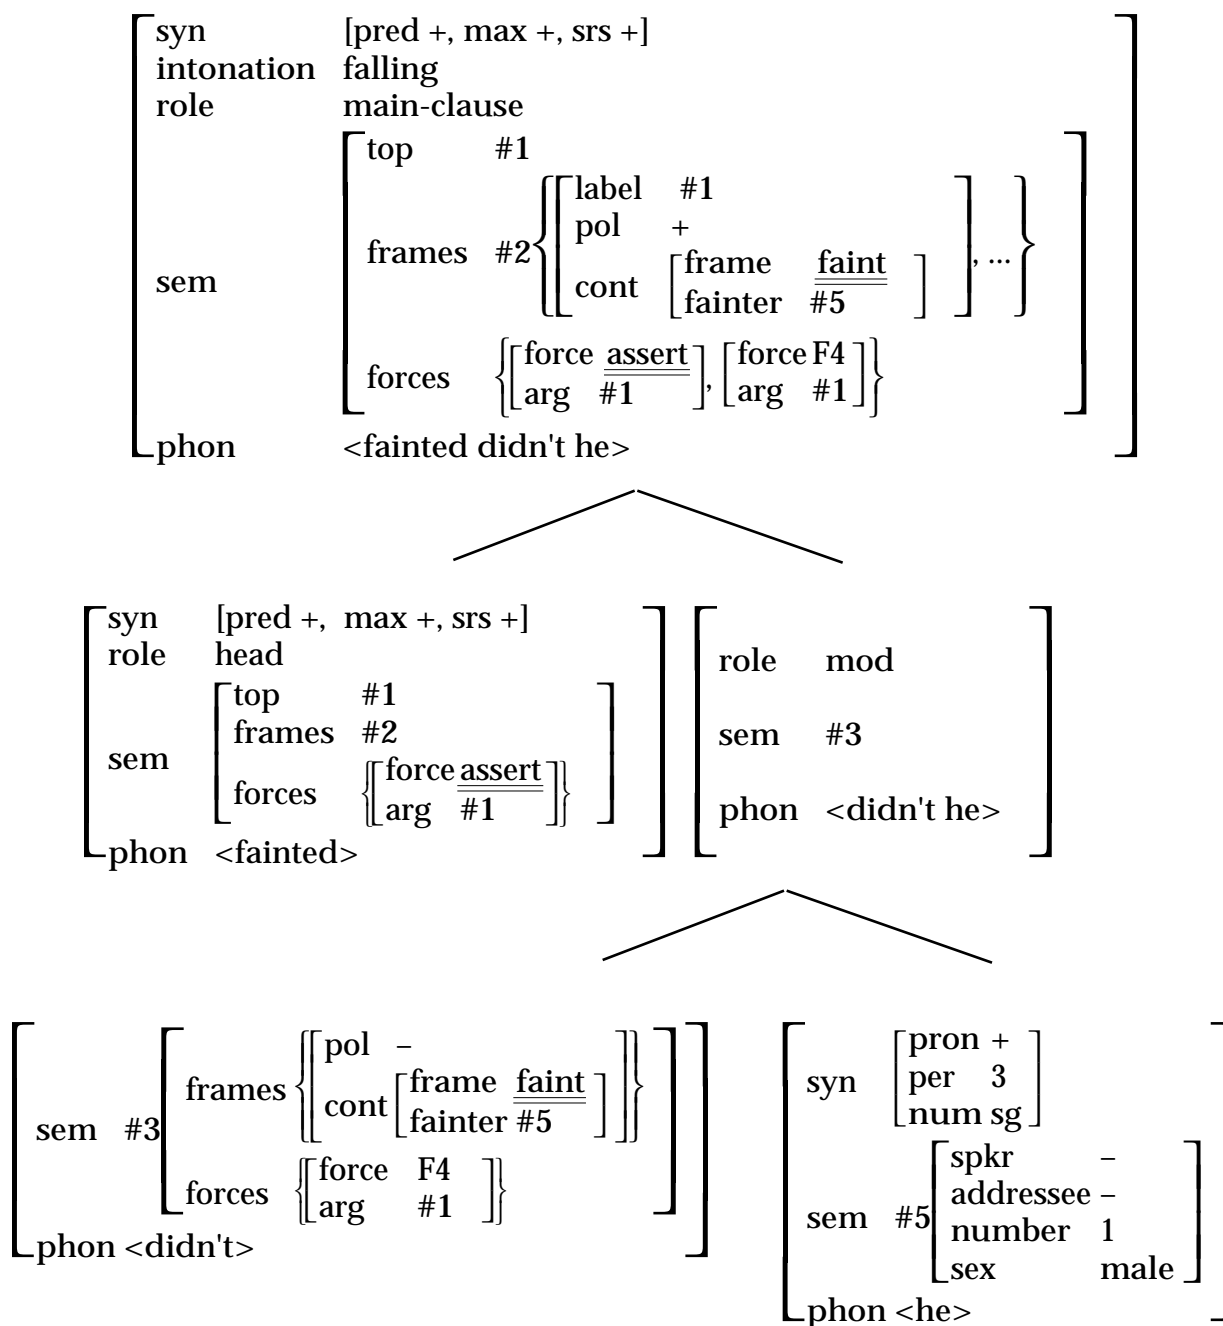 syn [pred +, max +, srs +]
intonation falling
role main-clause
top #1
label #1
pol +
frames #2{[ ], ...}
frame faint
sem
cont
fainter #5
force assert, force F4
forces
arg #1 arg #1
phon <fainted didn't he>
syn [pred +, max +, srs +]
role head
top #1
frames #2
sem
force assert
forces
arg #1
phon <fainted>
role mod
sem #3
phon <didn't he>
pol –
frames
frame faint
cont
fainter #5
sem #3
force F4
forces
arg #1
phon <didn't>
pron +
syn per 3
num sg
spkr –
addressee –
sem #5
number 1
sex male
phon <he>